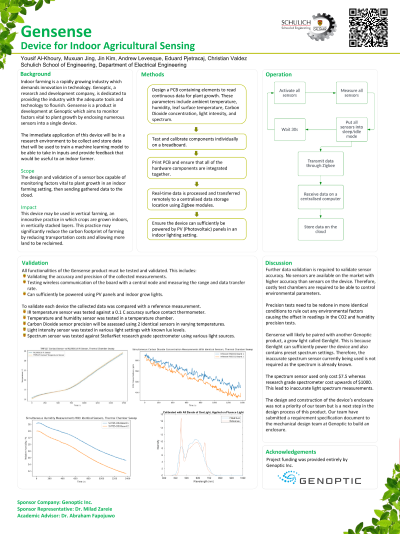 Gensense
Device for Indoor Agricultural Sensing
Yousif Al-Khoury, Muxuan Jing, Jin Kim, Andrew Levesque, Eduard Pjetracaj, Christian Valdez
Schulich School of Engineering, Department of Electrical Engineering
SCHULICH
School of Engineering
Background
Indoor farming is a rapidly growing industry which
demands innovation in technology. Genoptic,
a research and development company, is dedicated to
providing the industry with the adequate tools and
technology to flourish. Gensense is a product in
development at Genoptic which aims to monitor
factors vital to plant growth by enclosing numerous
sensors into a single device.
The immediate application of this device will be in a
research environment to be collect and store data
that will be used to train a machine learning model to
be able to take in inputs and provide feedback that
would be useful to an indoor farmer.
Scope
The design and validation of a sensor box capable of
monitoring factors vital to plant growth in an indoor
farming setting, then sending gathered data to the
cloud.
Impact
This device may be used in vertical farming, an
innovative practice in which crops are grown indoors,
in vertically stacked layers. This practice may
significantly reduce the carbon footprint of farming
by reducing transportation costs and allowing more
land to be reclaimed.
Methods
Design a PCB containing elements to read
continuous data for plant growth. These
parameters include ambient temperature,
humidity, leaf surface temperature, Carbon
Dioxide concentration, light intensity, and
spectrum.
Test and calibrate components individually
on a breadboard.
Print PCB and ensure that all of the
hardware components are integrated
together.
Real-time data is processed and transferred
remotely to a centralised data storage
location using Zigbee modules.
Ensure the device can sufficiently be
powered by PV (Photovoltaic) panels in an
indoor lighting setting.
Operation
Activate all
sensors
Measure all
sensors
Wait 30s
Put all
sensors into
deep/idle
mode
Transmit data
through Zigbee
Receive data on a
centralised computer
Store data on the
cloud
Validation
All functionalities of the Gensense product must be tested and validated. This includes:
• Validating the accuracy and precision of the collected measurements.
• Testing wireless communication of the board with a central node and measuring the range and data transfer
rate.
• Can sufficiently be powered using PV panels and indoor grow lights.
To validate each device the collected data was compared with a reference measurement.
• IR temperature sensor was tested against a 0.1 C accuracy surface contact thermometer.
• Temperature and humidity sensor was tested in a temperature chamber.
• Carbon Dioxide sensor precision will be assessed using 2 identical sensors in varying temperatures.
• Light Intensity sensor was tested in various light settings with known lux levels.
• Spectrum sensor was tested against StellarNet research grade spectrometer using various light sources.
Discussion
Further data validation is required to validate sensor accuracy.
No sensors are available on the market with higher accuracy than sensors on the device. Therefore,
costly test chambers are required to be able to control environmental parameters.
Precision tests need to be redone in more identical conditions
to rule out any environmental factors causing the offset in
readings in the CO2 and humidity precision tests.
Gensense will likely be paired with another Genoptic product,
a grow light called Genlight. This is because
Genlight can sufficiently power the device and also
contains preset spectrum settings. Therefore, the
inaccurate spectrum sensor currently being used is not required as the
spectrum is already known.
The spectrum sensor used only cost $7.5 whereas
research grade spectrometer cost upwards of $1000.
This lead to inaccurate light spectrum measurements.
The design and construction of the device's enclosure was
not a priority of our team but is a next step in the
design process of this product. Our team have
submitted a requirement specification document to
the mechanical design team at Genoptic to build an
enclosure.
Acknowledgements
Project funding was provided entirely by
Genoptic Inc.
GENOPTIC
Sponsor Company: Genoptic Inc.
Sponsor Representative: Dr. Milad Zareie
Academic Advisor: Dr. Abraham Fapojuwo